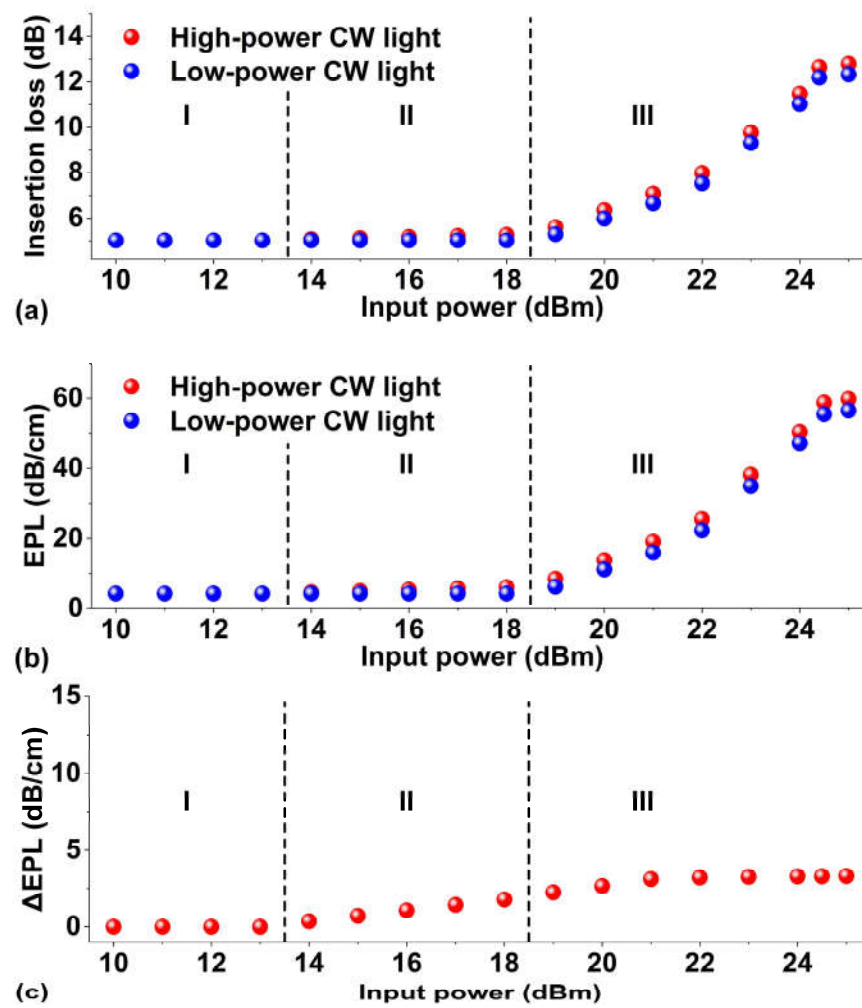 14
12
10
8
6
Insertion loss (dB)
High-power CW light
Low-power CW light
I
II
III
10 12 14 16 18 20 22 24
(a)
Input power (dBm)
60
40
20
0
EPL (dB/cm)
High-power CW light
Low-power CW light
I
II
III
10 12 14 16 18 20 22 24
(b)
Input power (dBm)
15
10
5
0
ΔEPL (dB/cm)
I
II
III
10 12 14 16 18 20 22 24
(c)
Input power (dBm)